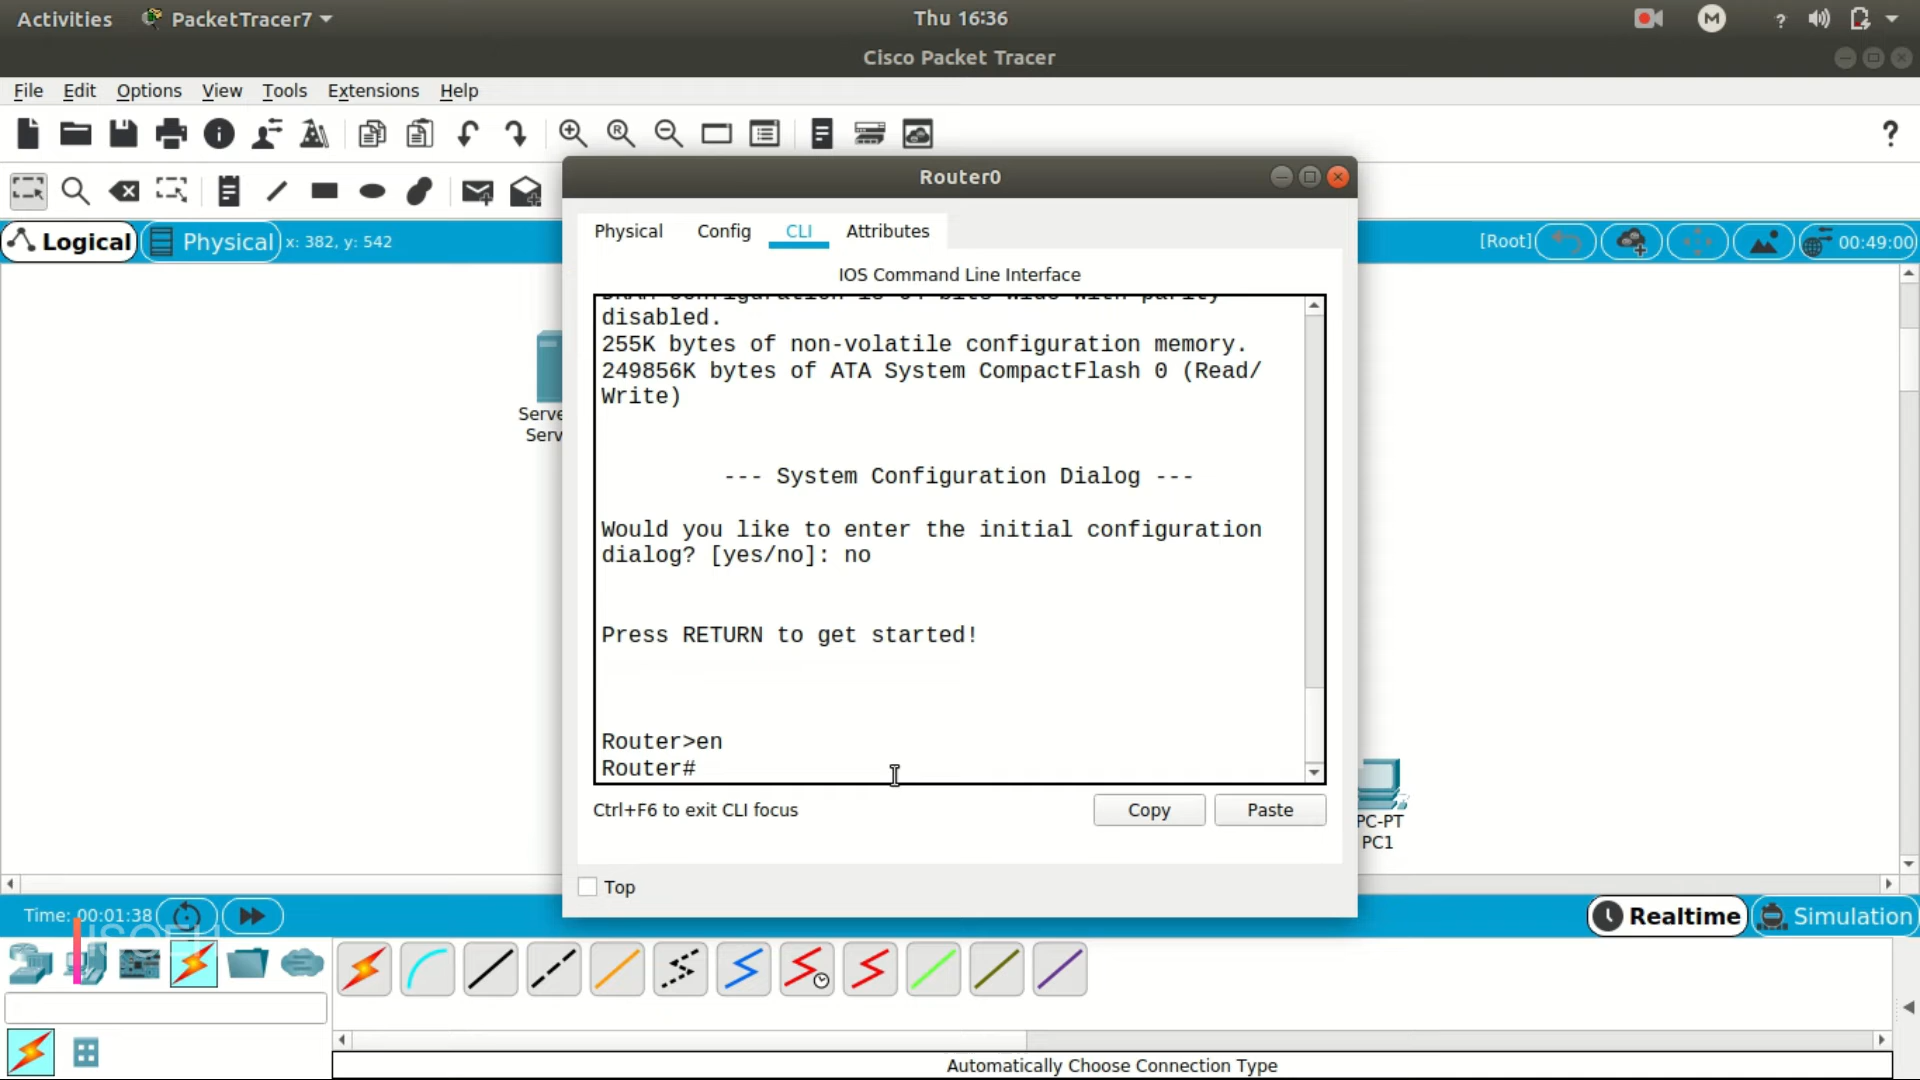 Activities PacketTracer7 Thu 16:36
Cisco Packet Tracer
File Edit Options View Tools Extensions Help
Router0
Logical Physical x: 382, y: 542 [Root] 00:49:00
Physical Config CLI Attributes
IOS Command Line Interface
disabled.
255K bytes of non-volatile configuration memory.
249856K bytes of ATA System CompactFlash 0 (Read/
Write)
--- System Configuration Dialog ---
Would you like to enter the initial configuration
dialog? [yes/no]: no
Press RETURN to get started!
Router>en
Router#
Ctrl+F6 to exit CLI focus Copy Paste
Top
Serve
Serv
PC-PT
PC1
Time: 00:01:38 Realtime Simulation
Automatically Choose Connection Type